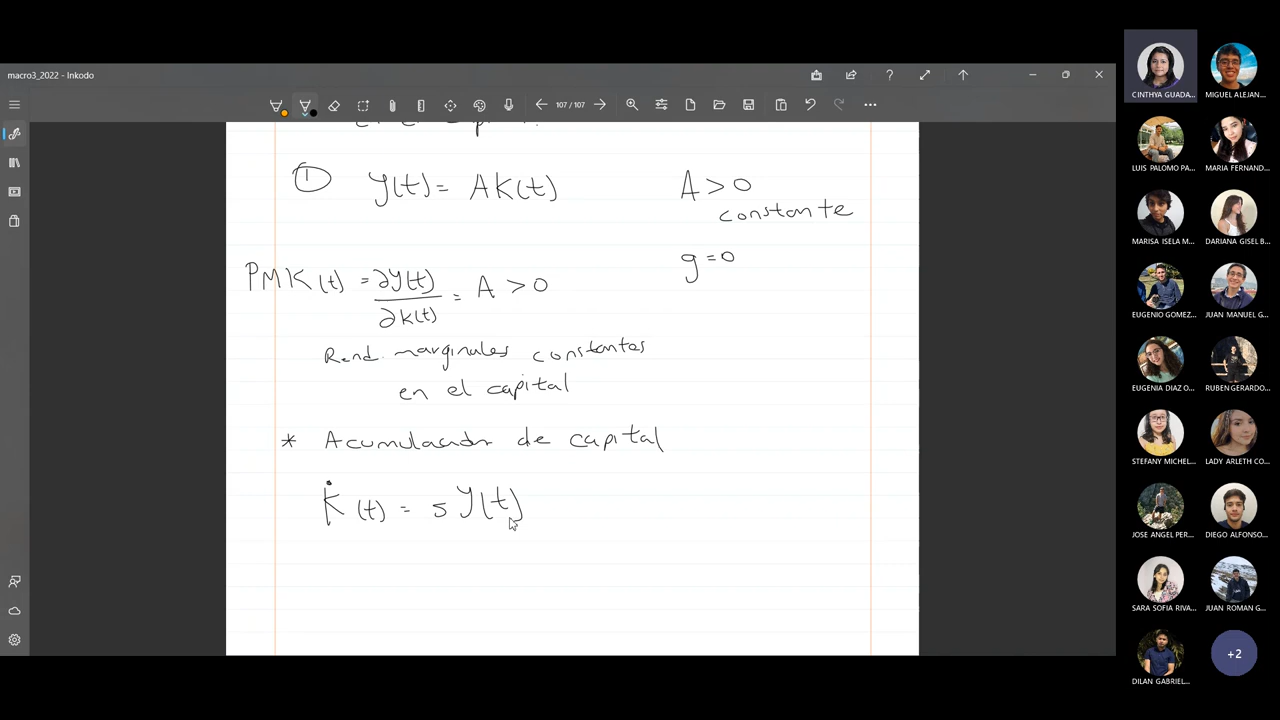 macro3_2022 - Inkodo
107 / 107
① Y(t) = AK(t)
A > 0
constante
g = 0
PMK(t) = ∂Y(t)/∂K(t) = A > 0
Rend. marginales constantes
en el capital
* Acumulación de capital
K̇(t) = s Y(t)
CINTHYA GUADA...
MIGUEL ALEJAN...
LUIS PALOMO PA...
MARIA FERNAND...
MARISA ISELA M...
DARIANA GISEL B...
EUGENIO GOMEZ...
JUAN MANUEL G...
EUGENIA DIAZ O...
RUBEN GERARDO...
STEFANY MICHEL...
LADY ARLETH CO...
JOSE ANGEL PER...
DIEGO ALFONSO...
SARA SOFIA RIVA...
JUAN ROMAN G...
DILAN GABRIEL...
+2